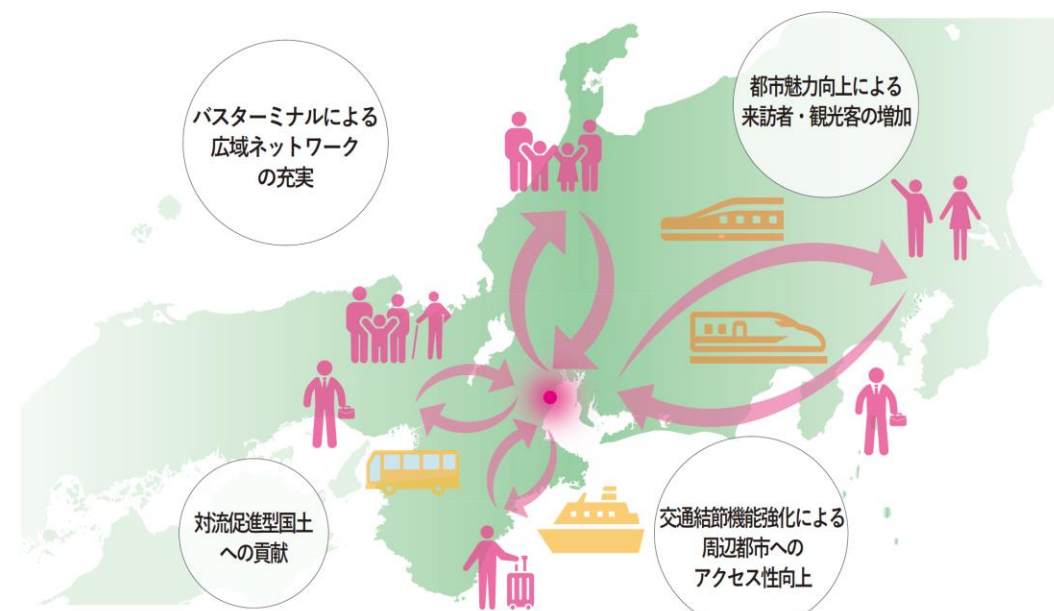 バスターミナルによる
広域ネットワーク
の充実
都市魅力向上による
来訪者・観光客の増加
対流促進型国土
への貢献
交通結節機能強化による
周辺都市への
アクセス性向上